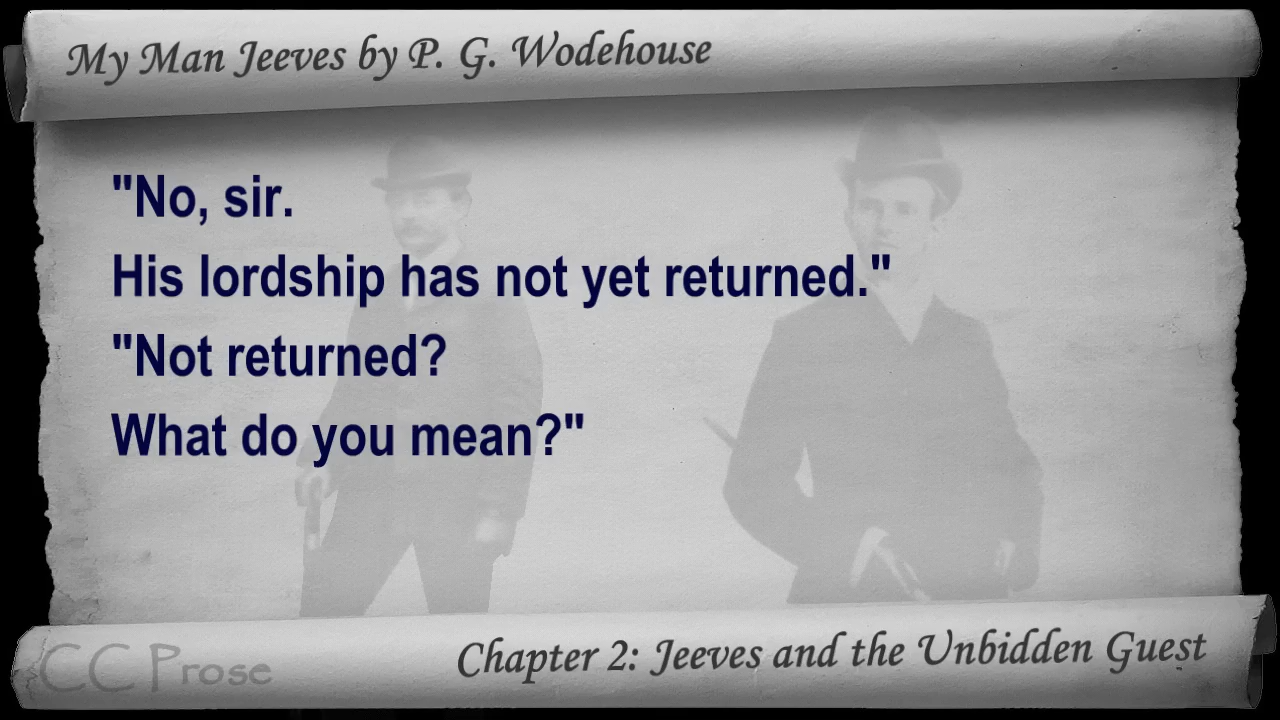 My Man Jeeves by P. G. Wodehouse
"No, sir.
His lordship has not yet returned."
"Not returned?
What do you mean?"
CC Prose
Chapter 2: Jeeves and the Unbidden Guest